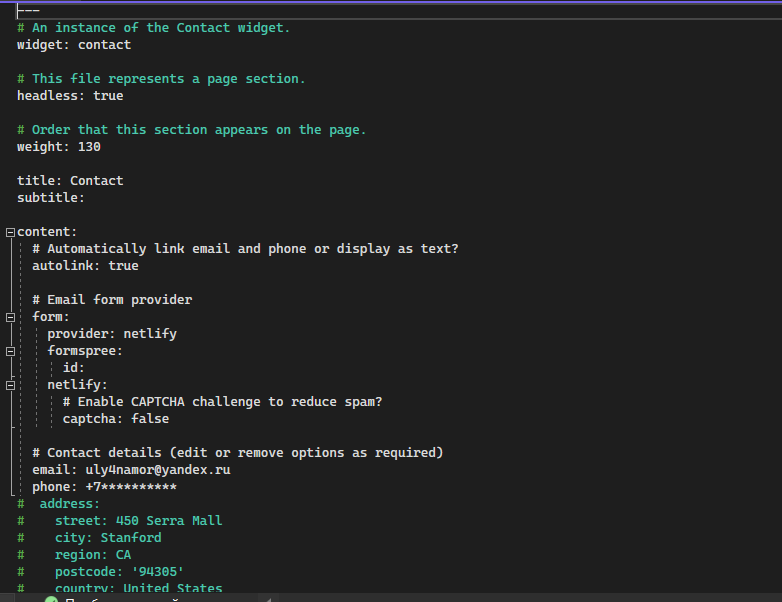 ---
# An instance of the Contact widget.
widget: contact

# This file represents a page section.
headless: true

# Order that this section appears on the page.
weight: 130

title: Contact
subtitle:

content:
  # Automatically link email and phone or display as text?
  autolink: true

  # Email form provider
  form:
    provider: netlify
    formspree:
      id:
    netlify:
      # Enable CAPTCHA challenge to reduce spam?
      captcha: false

  # Contact details (edit or remove options as required)
  email: uly4namor@yandex.ru
  phone: +7**********
#  address:
#    street: 450 Serra Mall
#    city: Stanford
#    region: CA
#    postcode: '94305'
#    country: United States